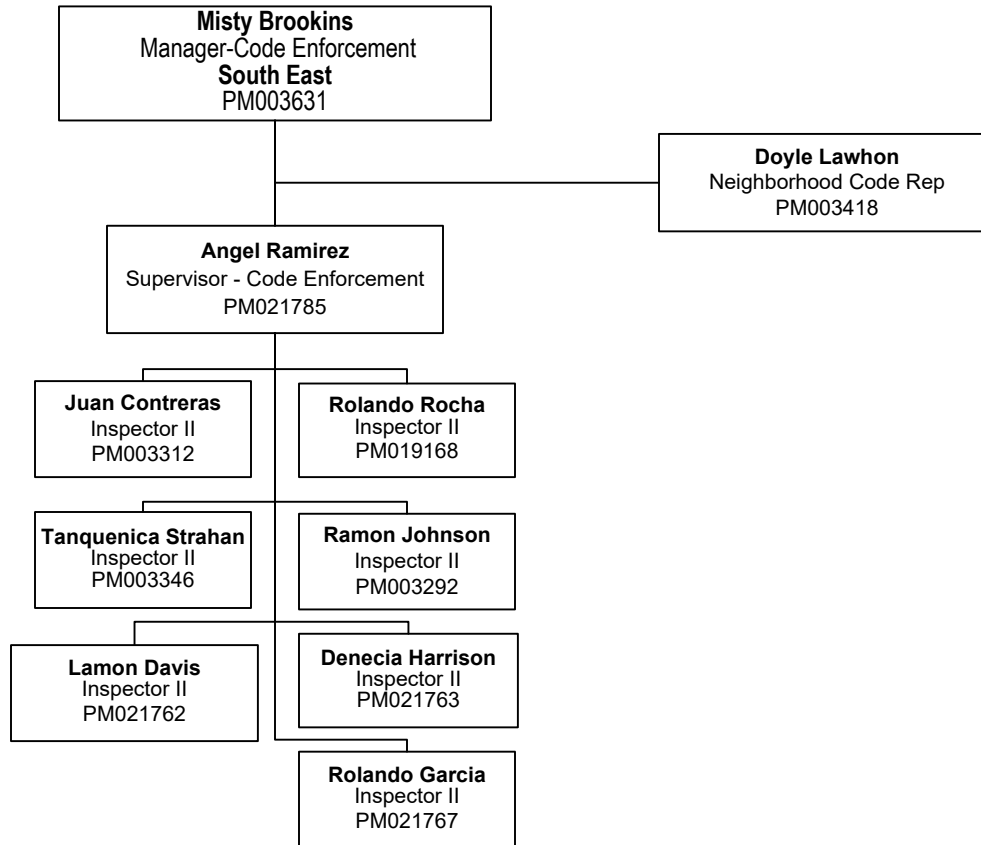 Misty Brookins
Manager-Code Enforcement
South East
PM003631
Doyle Lawhon
Neighborhood Code Rep
PM003418
Angel Ramirez
Supervisor - Code Enforcement
PM021785
Juan Contreras
Inspector II
PM003312
Rolando Rocha
Inspector II
PM019168
Tanquenica Strahan
Inspector II
PM003346
Ramon Johnson
Inspector II
PM003292
Lamon Davis
Inspector II
PM021762
Denecia Harrison
Inspector II
PM021763
Rolando Garcia
Inspector II
PM021767